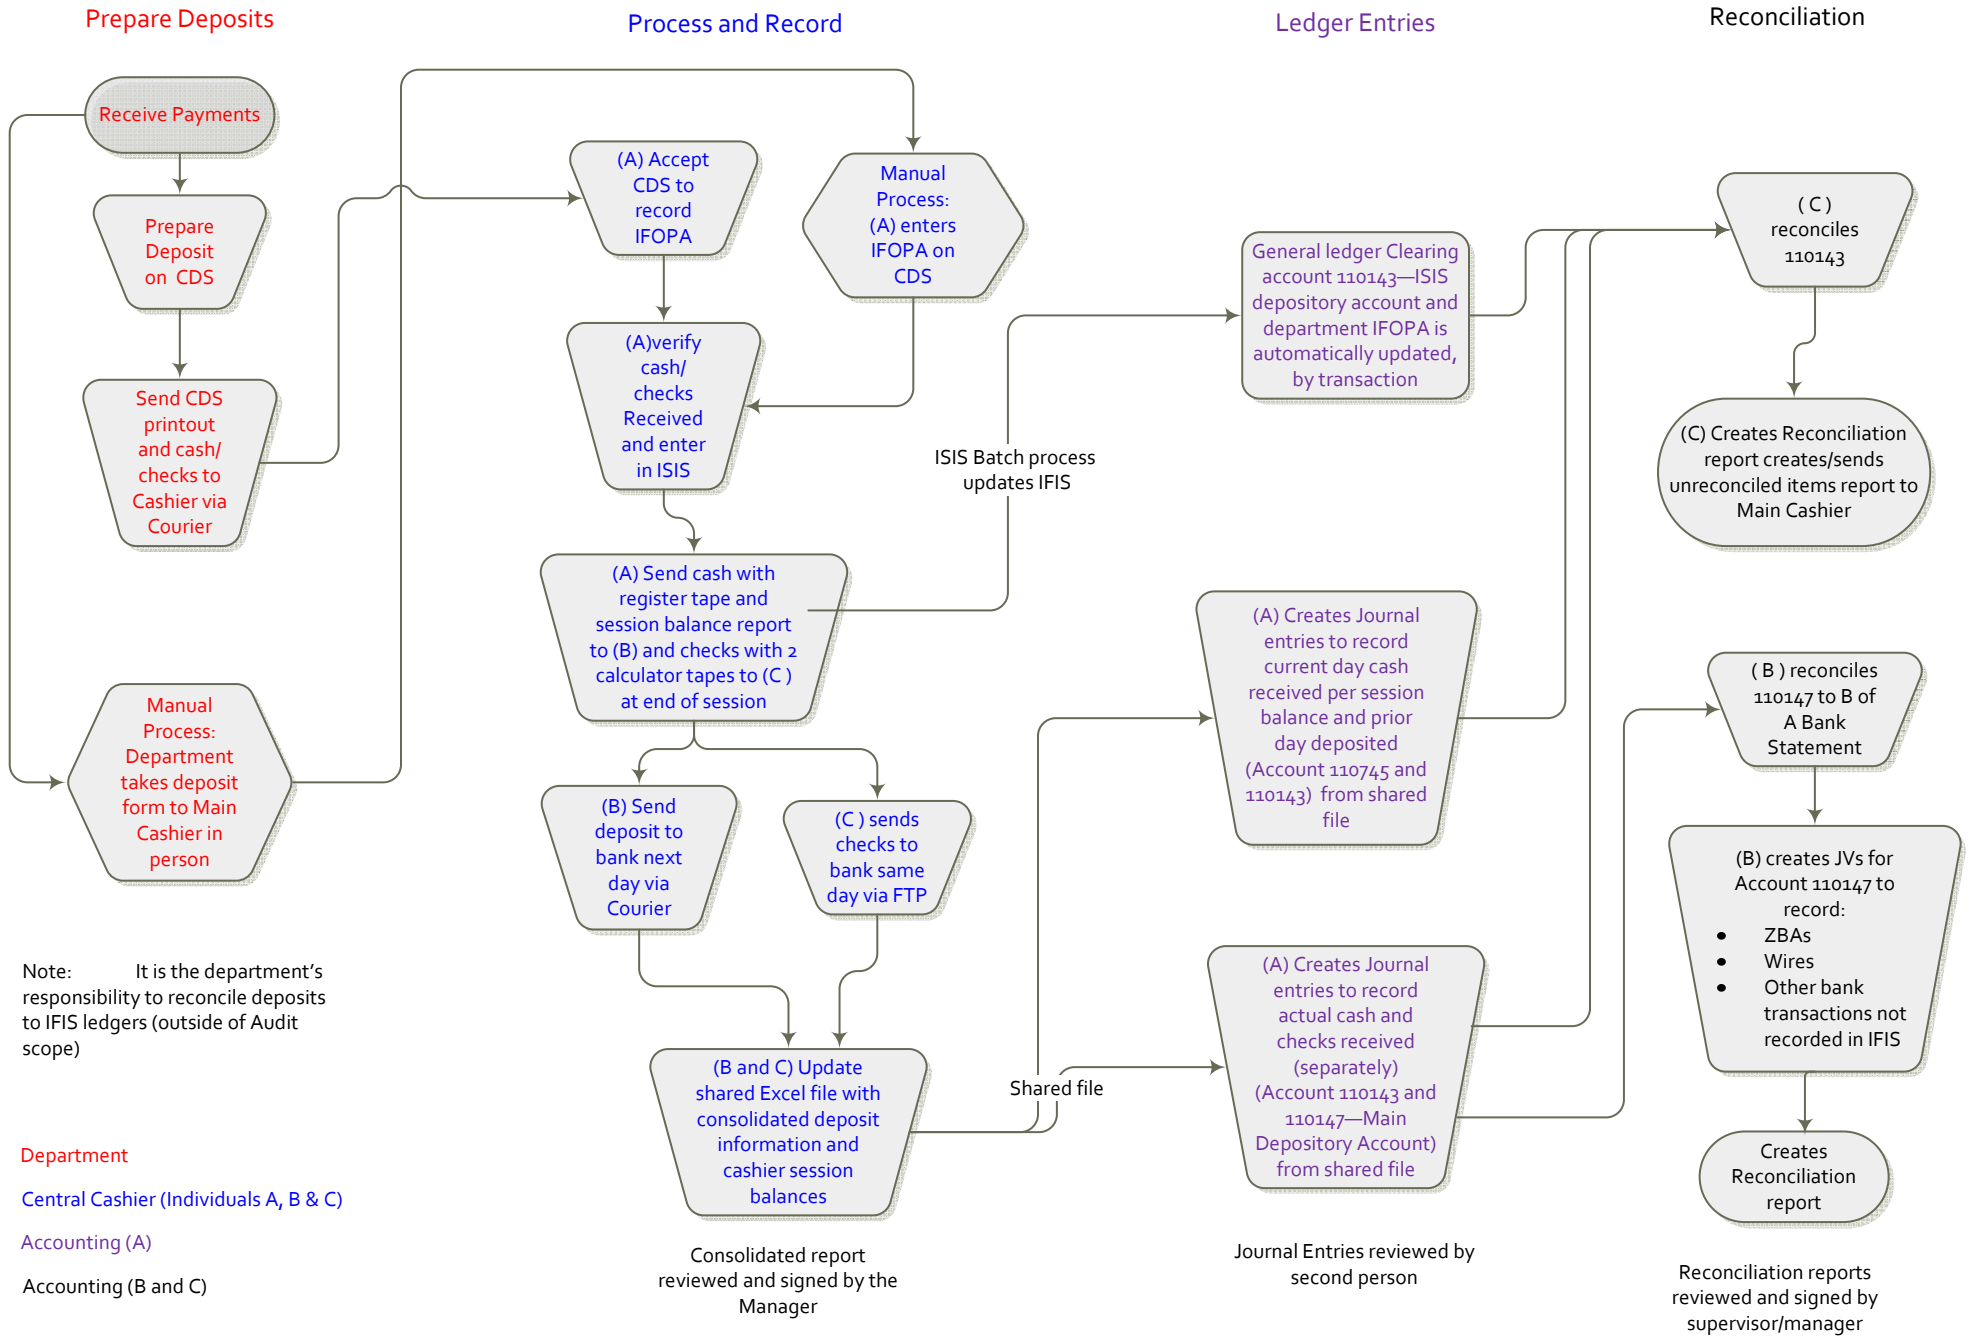 Prepare Deposits
Process and Record
Ledger Entries
Reconciliation
Receive Payments
Prepare
Deposit
on CDS
Send CDS
printout
and cash/
checks to
Cashier via
Courier
Manual
Process:
Department
takes deposit
form to Main
Cashier in
person
Note: It is the department's
responsibility to reconcile deposits
to IFIS ledgers (outside of Audit
scope)
Department
Central Cashier (Individuals A, B & C)
Accounting (A)
Accounting (B and C)
(A) Accept
CDS to
record
IFOPA
Manual
Process:
(A) enters
IFOPA on
CDS
(A)verify
cash/
checks
Received
and enter
in ISIS
(A) Send cash with
register tape and
session balance report
to (B) and checks with 2
calculator tapes to (C )
at end of session
(B) Send
deposit to
bank next
day via
Courier
(C ) sends
checks to
bank same
day via FTP
(B and C) Update
shared Excel file with
consolidated deposit
information and
cashier session
balances
Consolidated report
reviewed and signed by the
Manager
ISIS Batch process
updates IFIS
Shared file
General ledger Clearing
account 110143—ISIS
depository account and
department IFOPA is
automatically updated,
by transaction
(A) Creates Journal
entries to record
current day cash
received per session
balance and prior
day deposited
(Account 110745 and
110143) from shared
file
(A) Creates Journal
entries to record
actual cash and
checks received
(separately)
(Account 110143 and
110147—Main
Depository Account)
from shared file
Journal Entries reviewed by
second person
( C )
reconciles
110143
(C) Creates Reconciliation
report creates/sends
unreconciled items report to
Main Cashier
( B ) reconciles
110147 to B of
A Bank
Statement
(B) creates JVs for
Account 110147 to
record:
● ZBAs
● Wires
● Other bank
transactions not
recorded in IFIS
Creates
Reconciliation
report
Reconciliation reports
reviewed and signed by
supervisor/manager